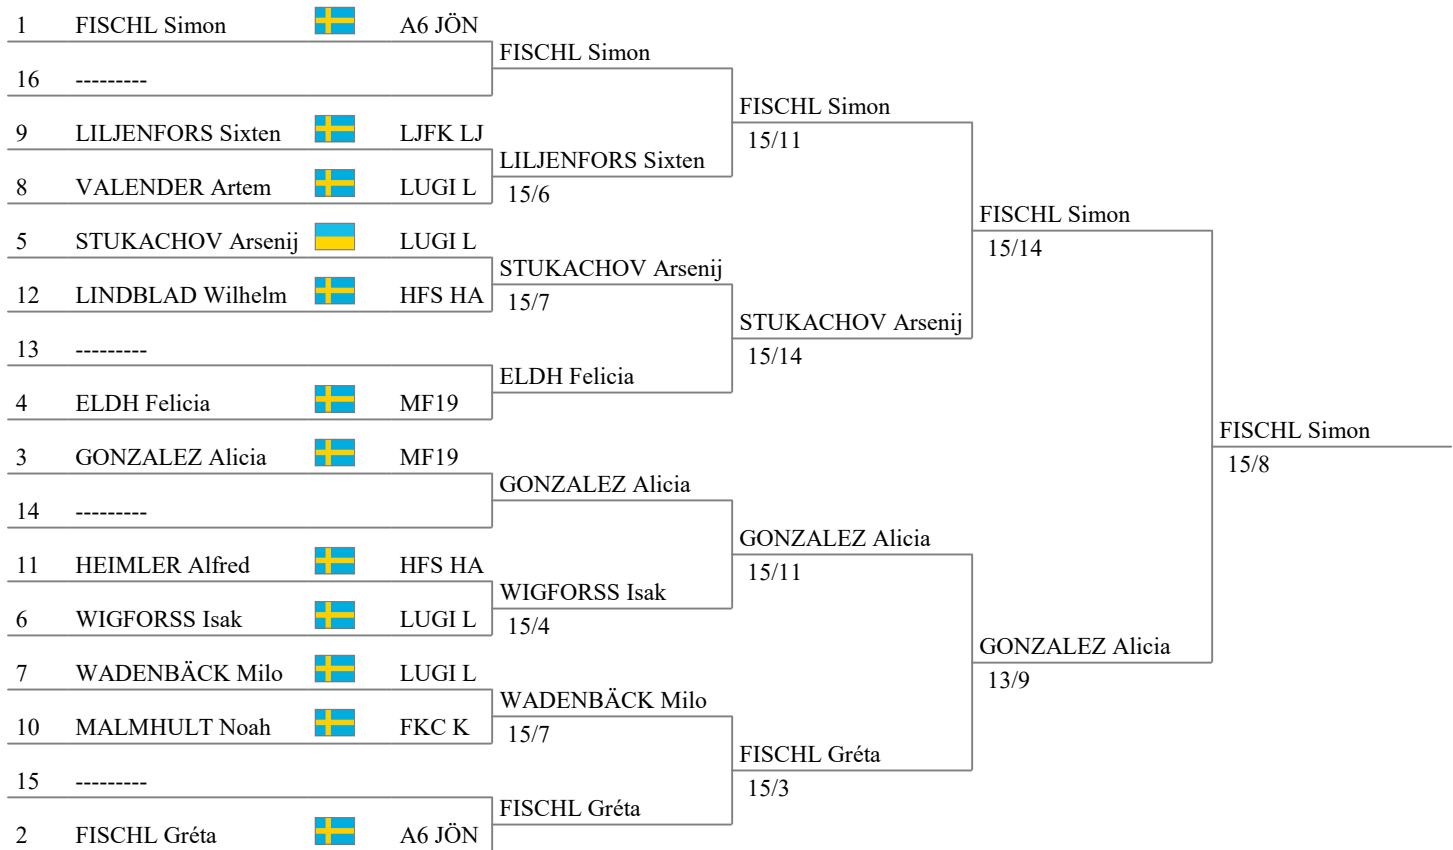 1 FISCHL Simon A6 JÖN
16 ---------
9 LILJENFORS Sixten LJFK LJ
8 VALENDER Artem LUGI L
5 STUKACHOV Arsenij LUGI L
12 LINDBLAD Wilhelm HFS HA
13 ---------
4 ELDH Felicia MF19
3 GONZALEZ Alicia MF19
14 ---------
11 HEIMLER Alfred HFS HA
6 WIGFORSS Isak LUGI L
7 WADENBÄCK Milo LUGI L
10 MALMHULT Noah FKC K
15 ---------
2 FISCHL Gréta A6 JÖN
FISCHL Simon
LILJENFORS Sixten
15/6
STUKACHOV Arsenij
15/7
ELDH Felicia
GONZALEZ Alicia
WIGFORSS Isak
15/4
WADENBÄCK Milo
15/7
FISCHL Gréta
FISCHL Simon
15/11
STUKACHOV Arsenij
15/14
GONZALEZ Alicia
15/11
FISCHL Gréta
15/3
FISCHL Simon
15/14
GONZALEZ Alicia
13/9
FISCHL Simon
15/8